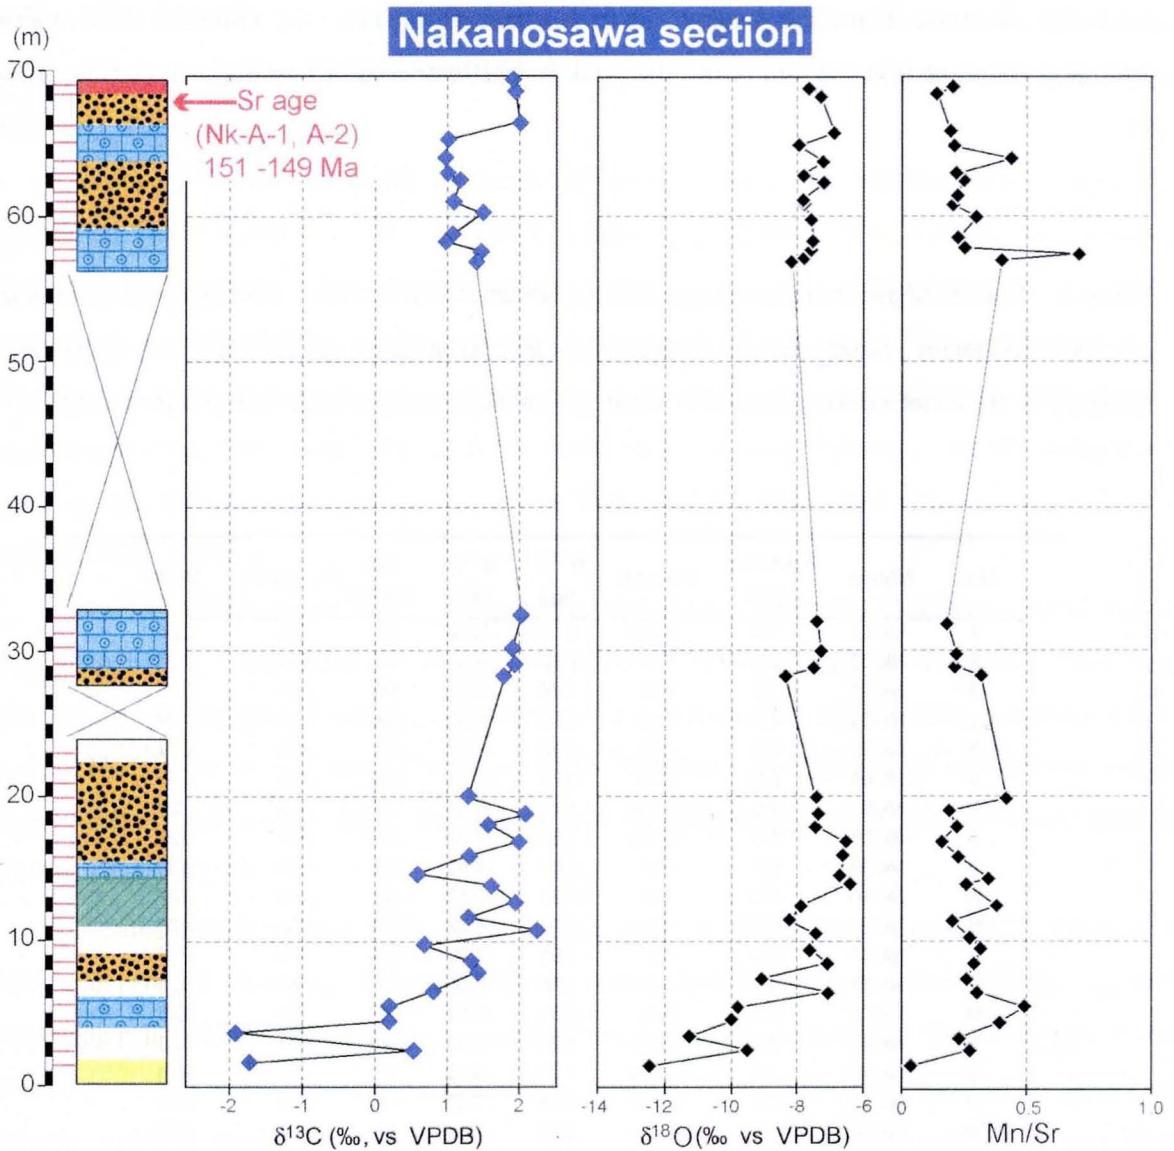 Nakanosawa section
(m)
70
60
50
40
30
20
10
0
Sr age
(Nk-A-1, A-2)
151 -149 Ma
-2 -1 0 1 2
δ¹³C (‰, vs VPDB)
-14 -12 -10 -8 -6
δ¹⁸O(‰ vs VPDB)
0 0.5 1.0
Mn/Sr